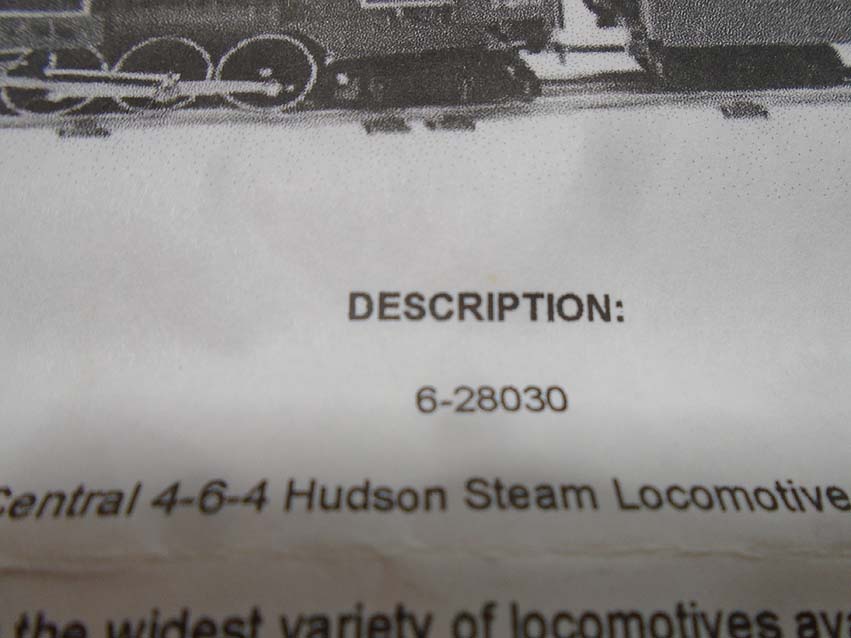 DESCRIPTION:
6-28030
Central 4-6-4 Hudson Steam Locomotive
the widest variety of locomotives